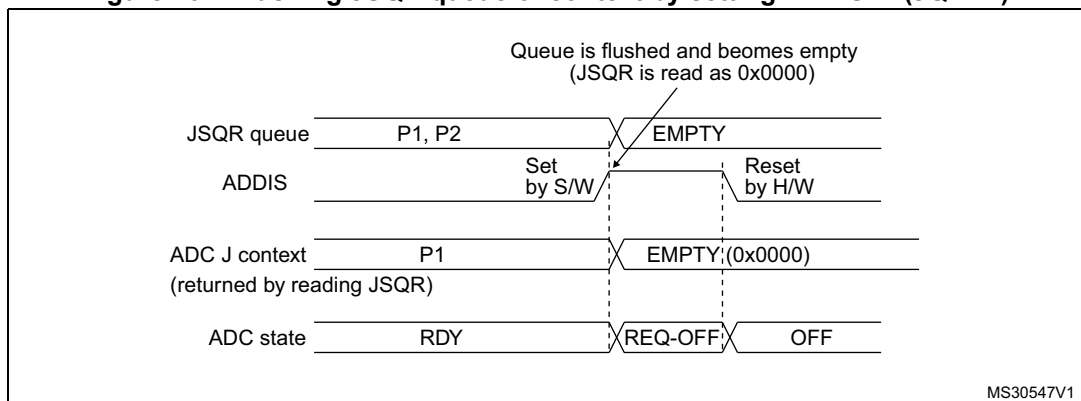 Queue is flushed and beomes empty
(JSQR is read as 0x0000)
JSQR queue P1, P2 EMPTY
ADDIS Set by S/W Reset by H/W
ADC J context P1 EMPTY (0x0000)
(returned by reading JSQR)
ADC state RDY REQ-OFF OFF
MS30547V1